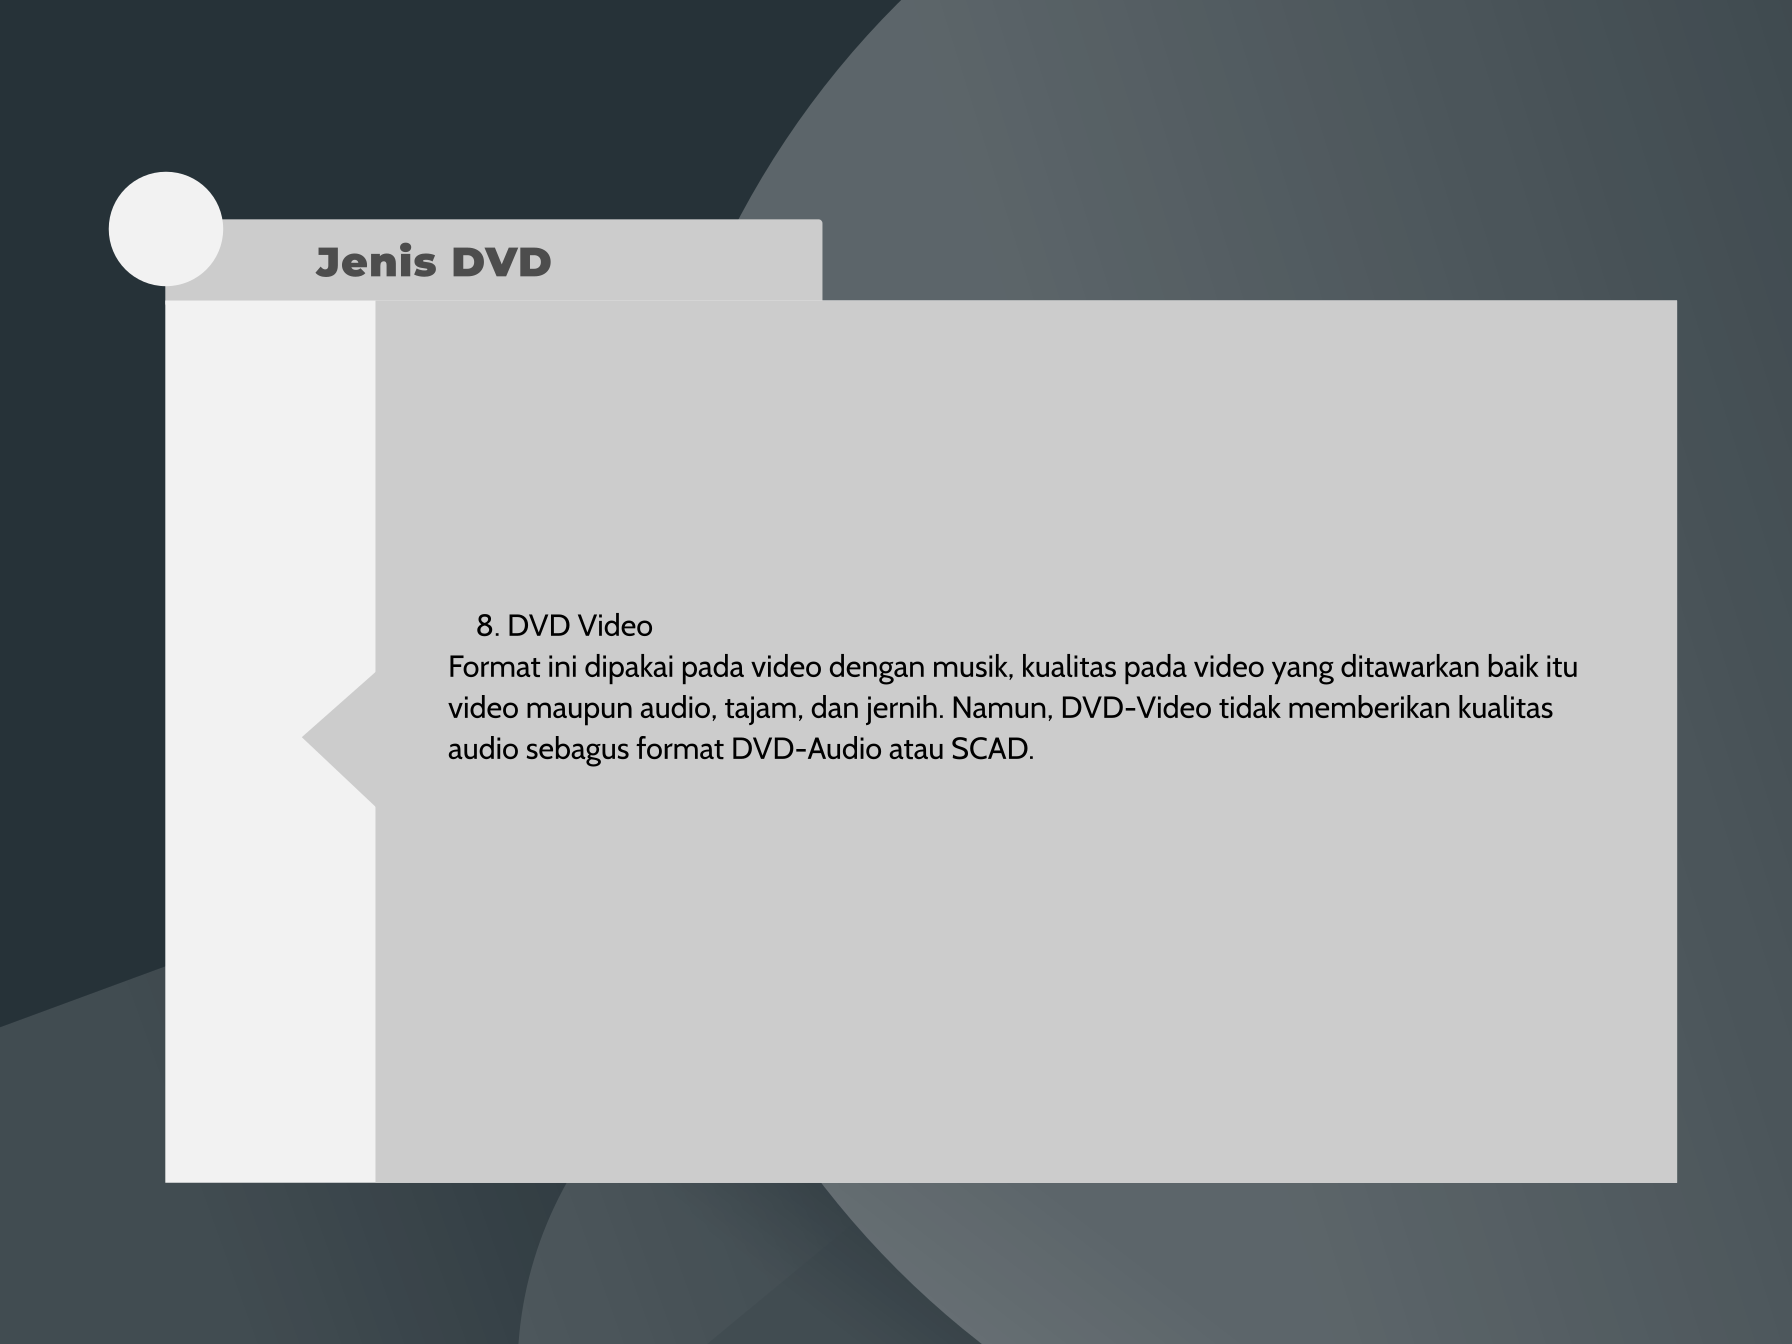 Jenis DVD
8. DVD Video
Format ini dipakai pada video dengan musik, kualitas pada video yang ditawarkan baik itu
video maupun audio, tajam, dan jernih. Namun, DVD-Video tidak memberikan kualitas
audio sebagus format DVD-Audio atau SCAD.